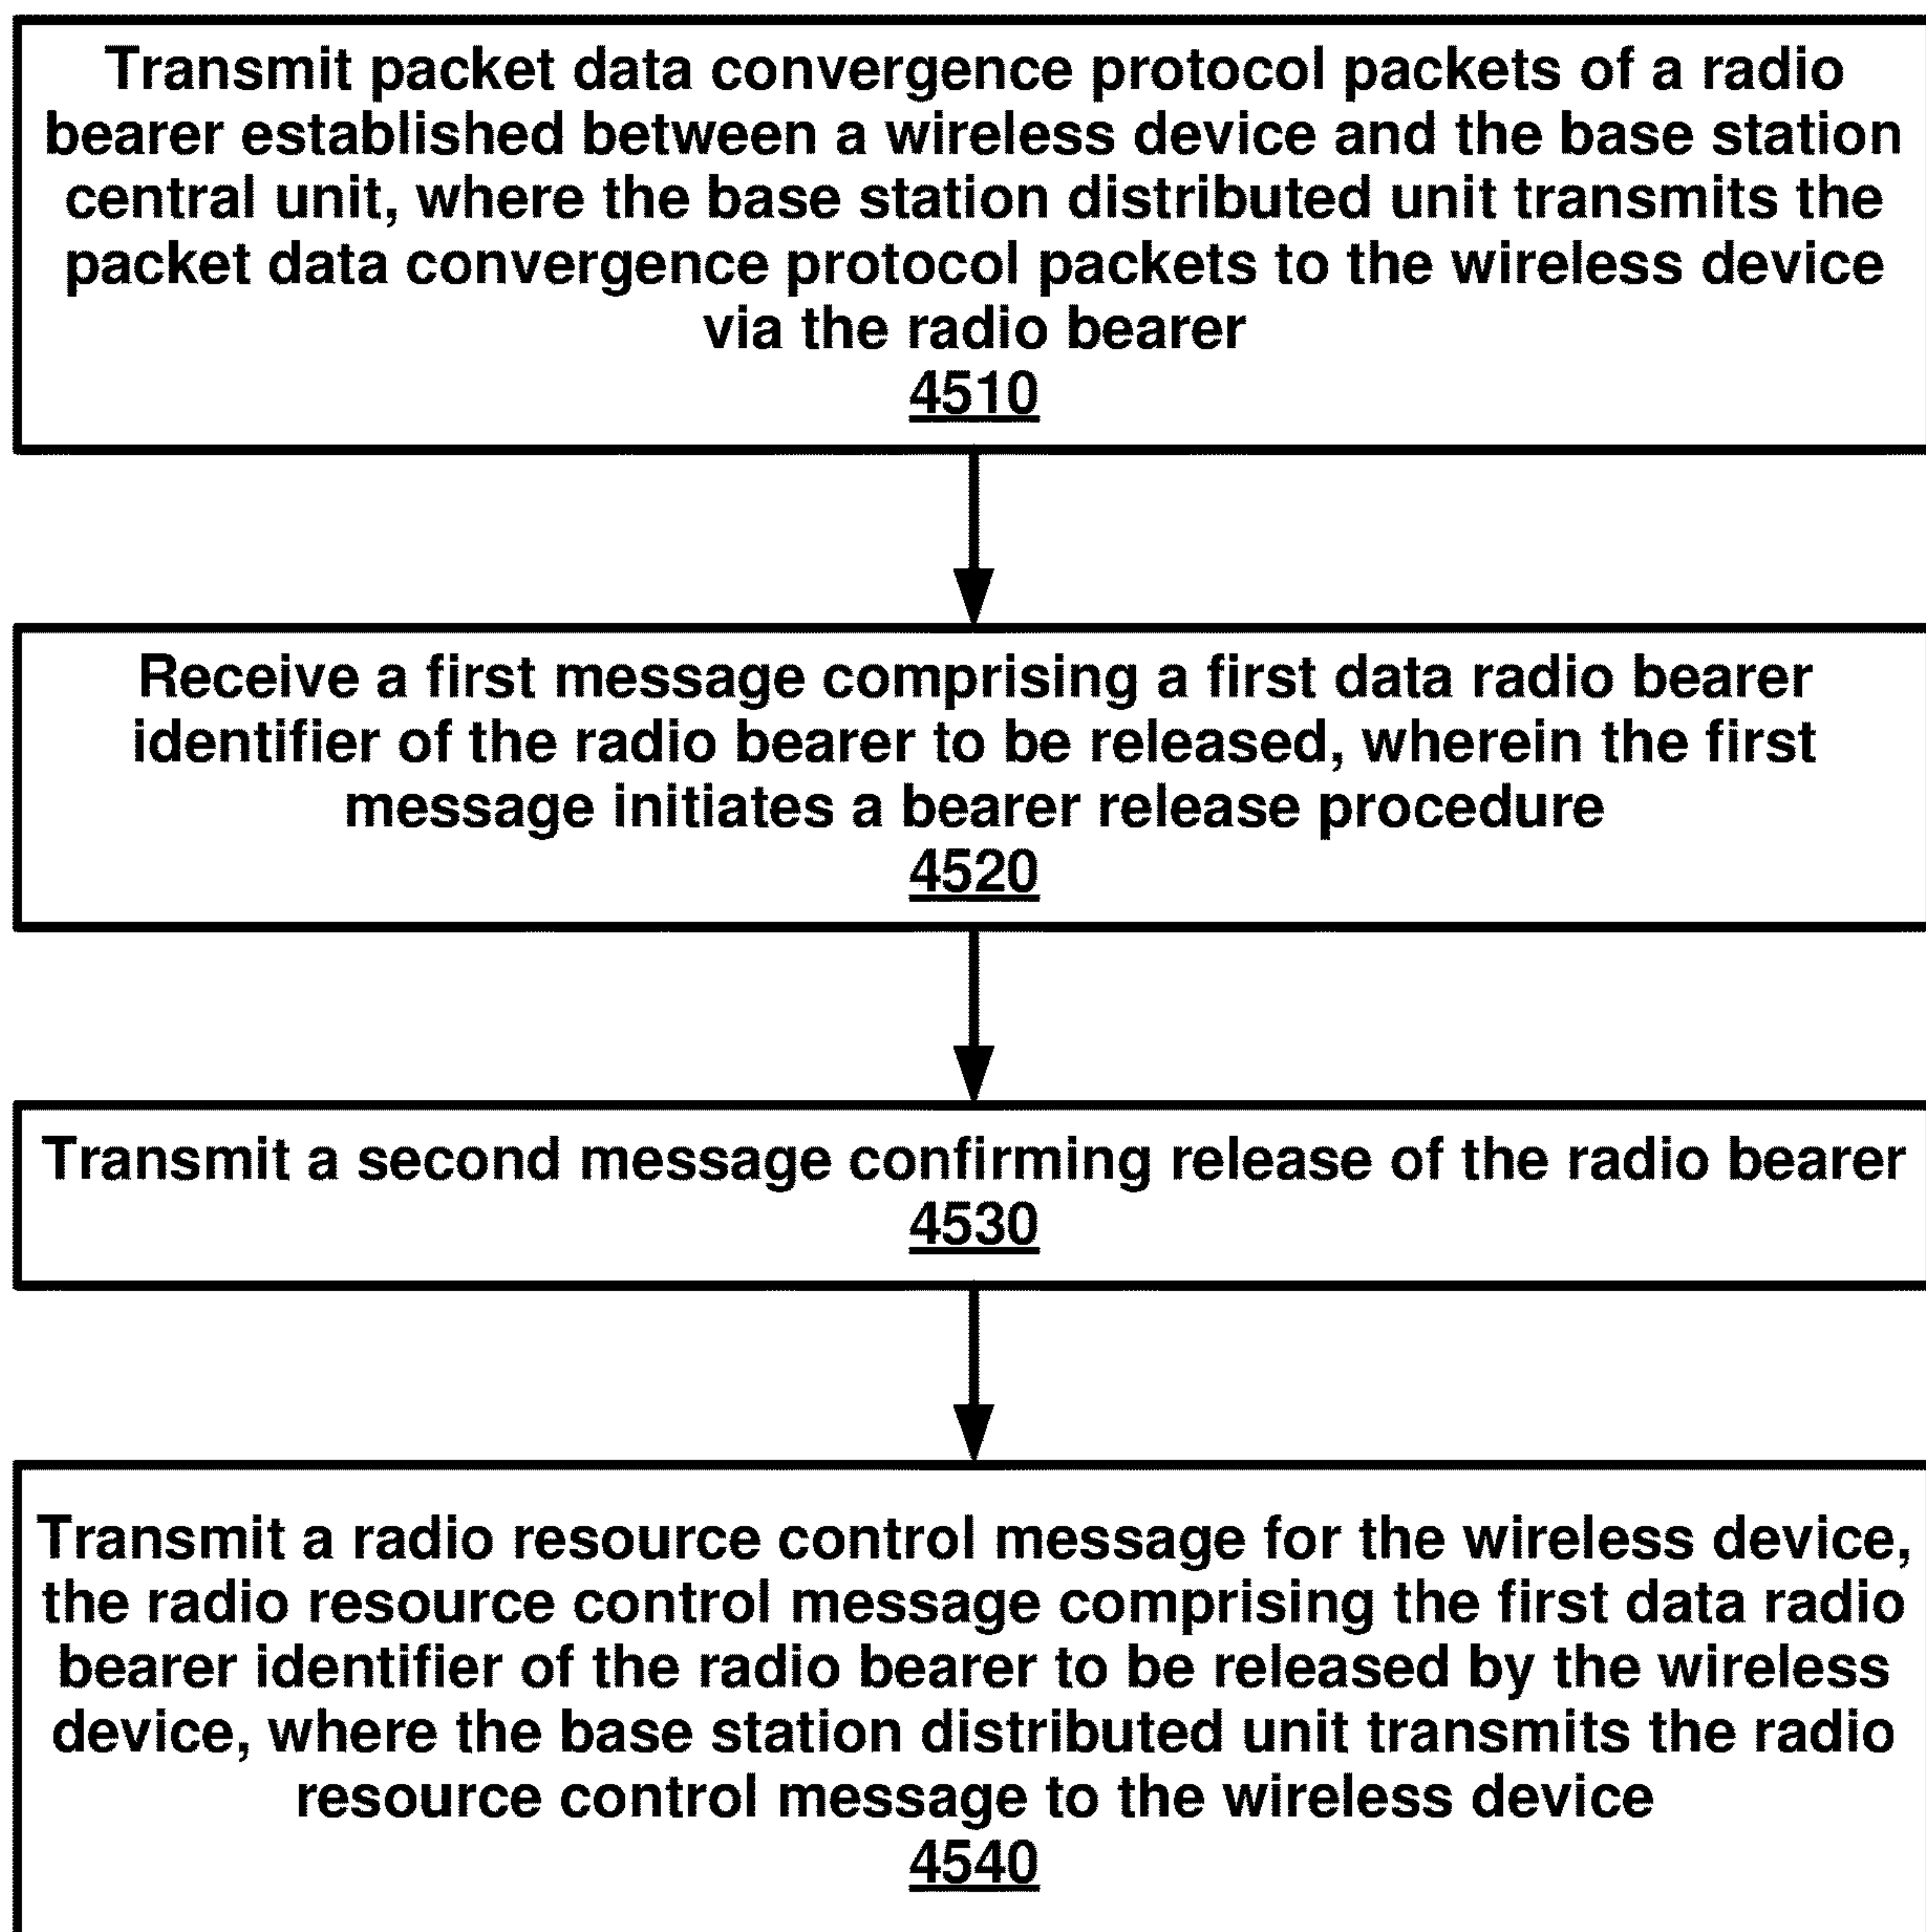 Transmit packet data convergence protocol packets of a radio
bearer established between a wireless device and the base station
central unit, where the base station distributed unit transmits the
packet data convergence protocol packets to the wireless device
via the radio bearer
4510
Receive a first message comprising a first data radio bearer
identifier of the radio bearer to be released, wherein the first
message initiates a bearer release procedure
4520
Transmit a second message confirming release of the radio bearer
4530
Transmit a radio resource control message for the wireless device,
the radio resource control message comprising the first data radio
bearer identifier of the radio bearer to be released by the wireless
device, where the base station distributed unit transmits the radio
resource control message to the wireless device
4540